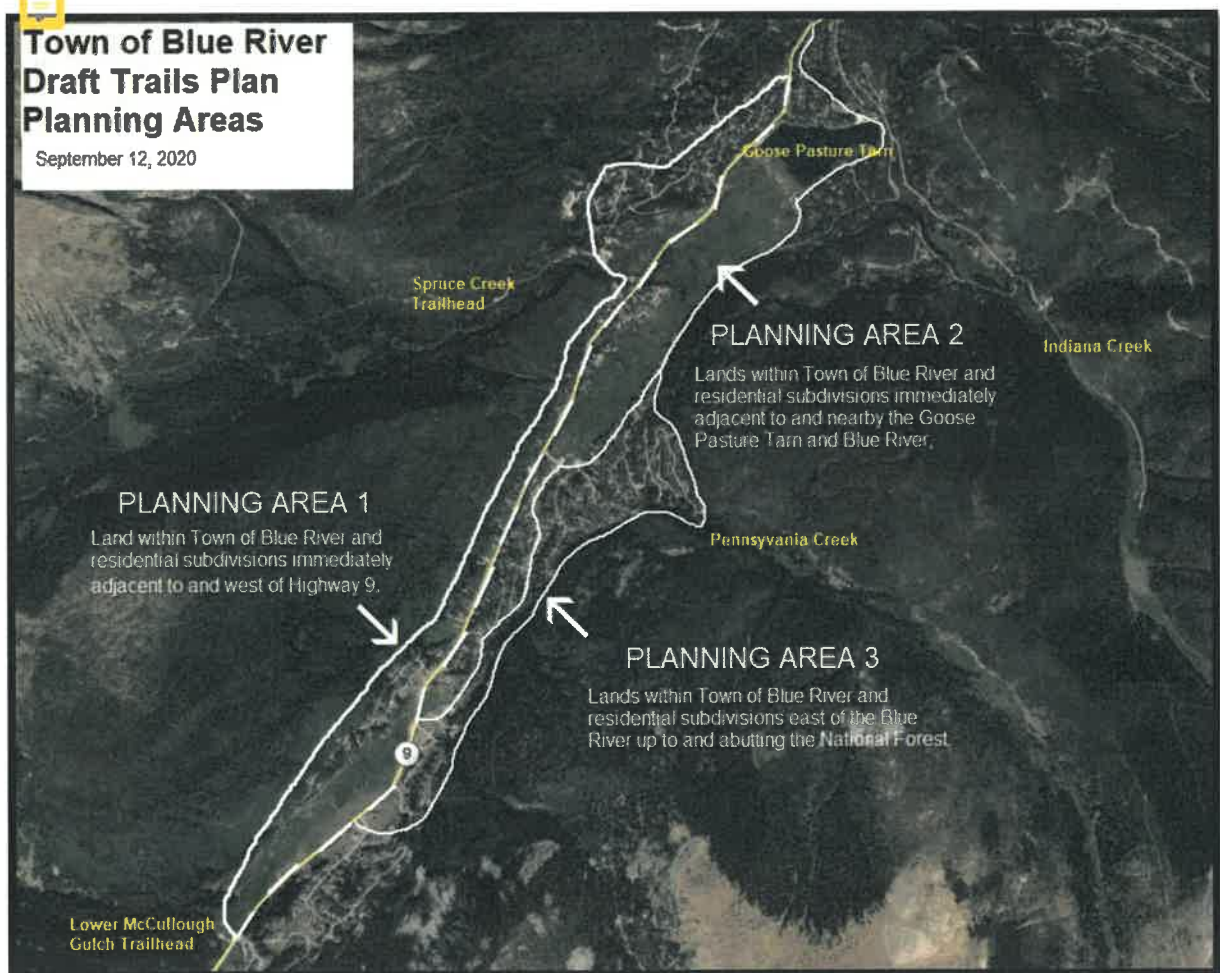 Town of Blue River
Draft Trails Plan
Planning Areas
September 12, 2020
Goose Pasture Tarn
Spruce Creek
Trailhead
PLANNING AREA 2
Lands within Town of Blue River and
residential subdivisions immediately
adjacent to and nearby the Goose
Pasture Tarn and Blue River,
Indiana Creek
PLANNING AREA 1
Land within Town of Blue River and
residential subdivisions immediately
adjacent to and west of Highway 9.
Pennsyvania Creek
PLANNING AREA 3
Lands within Town of Blue River and
residential subdivisions east of the Blue
River up to and abutting the National Forest
9
Lower McCullough
Gulch Trailhead